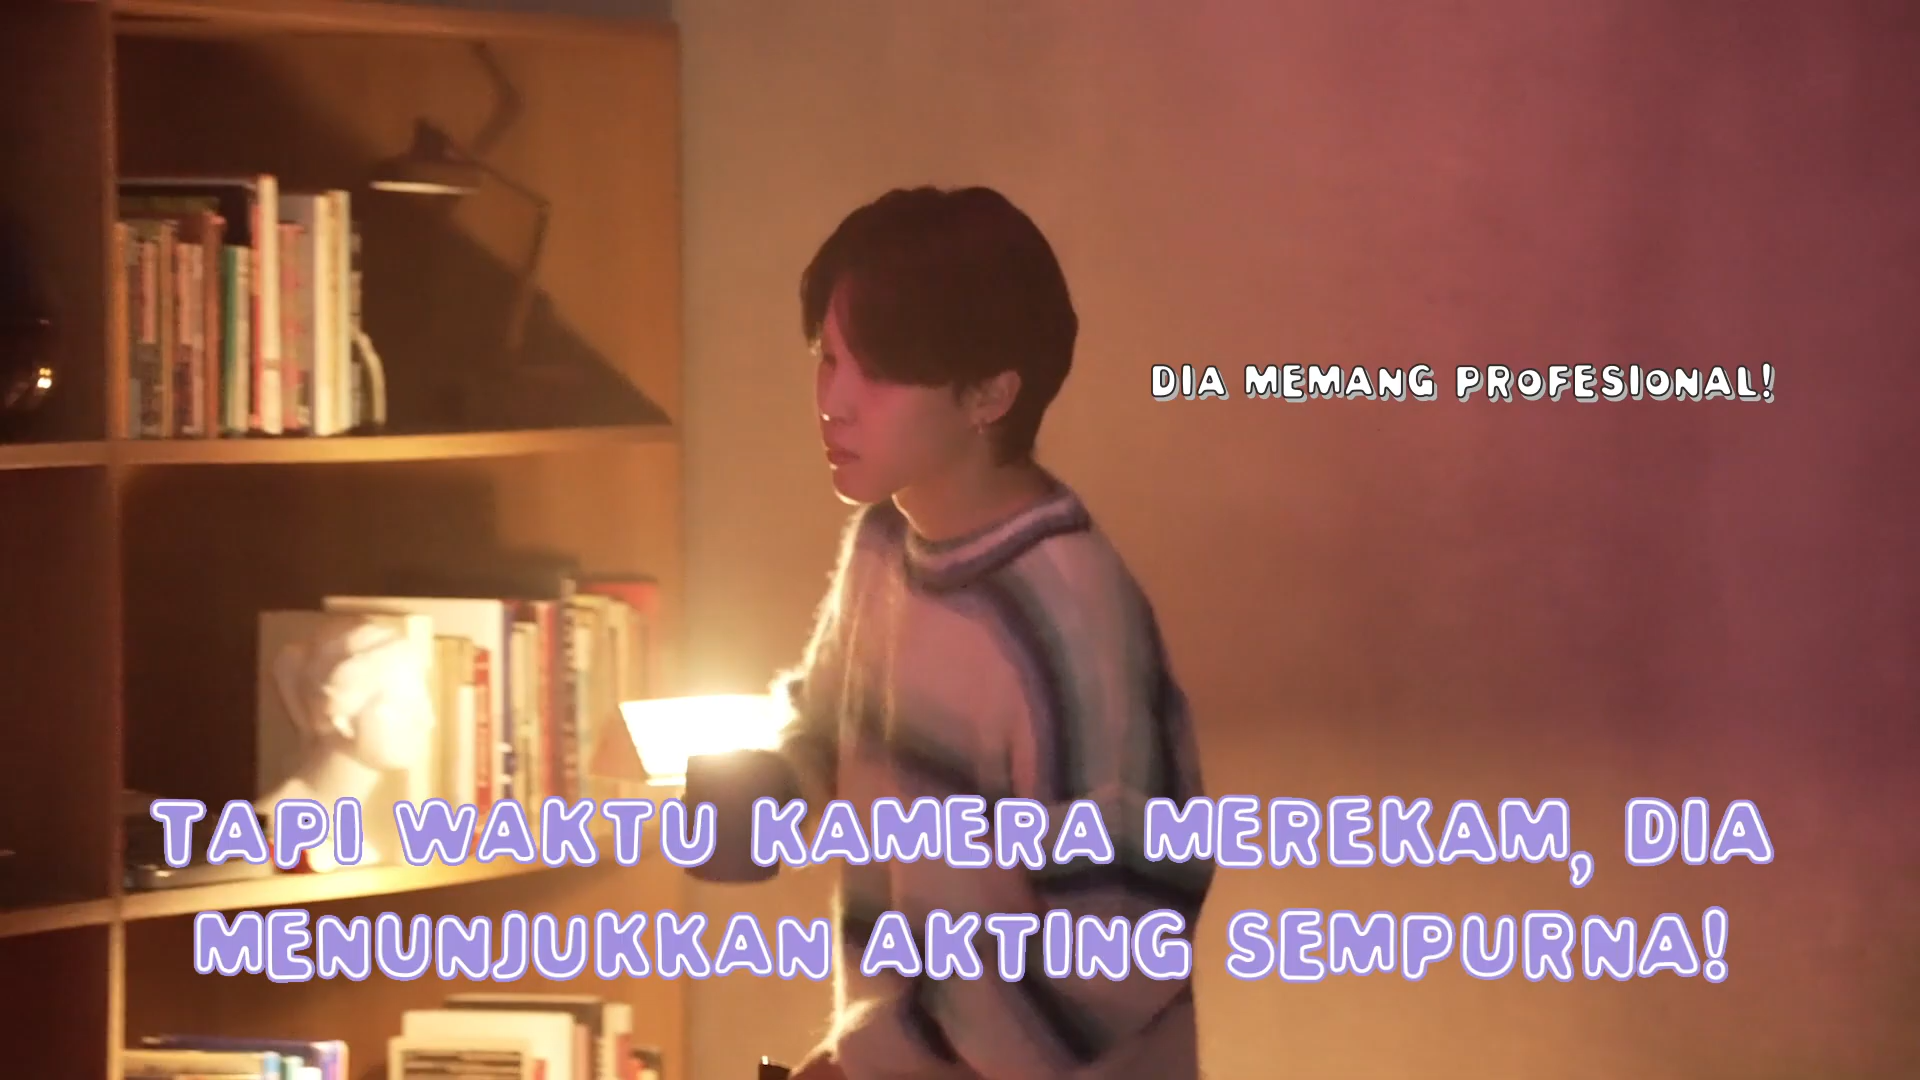 DIA MEMANG PROFESIONAL!
TAPI WAKTU KAMERA MEREKAM, DIA
MENUNJUKKAN AKTING SEMPURNA!